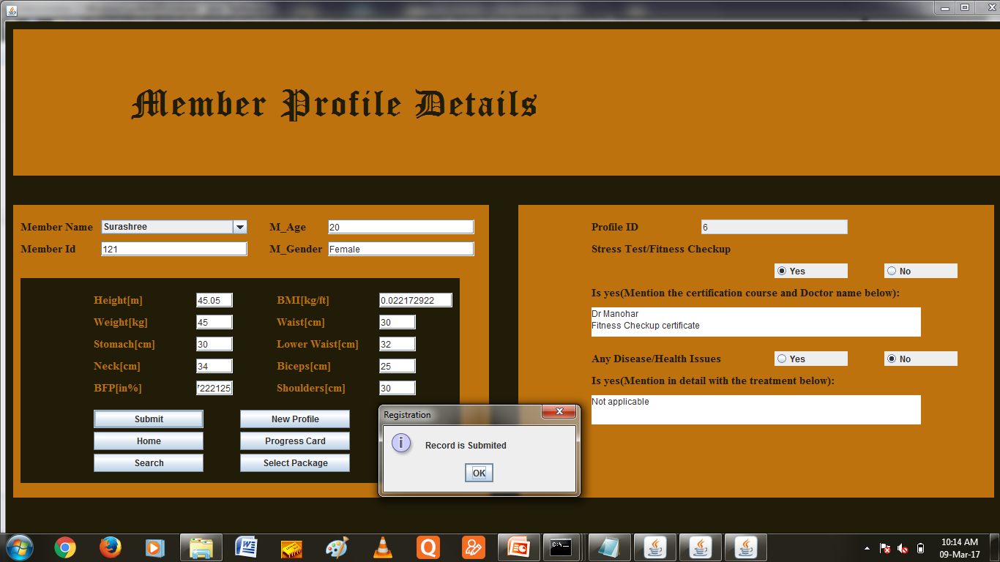 Member Profile Details
Member Name Surashree M_Age 20
Member Id 121 M_Gender Female
Height[m] 45.05 BMI[kg/ft] 0.022172922
Weight[kg] 45 Waist[cm] 30
Stomach[cm] 30 Lower Waist[cm] 32
Neck[cm] 34 Biceps[cm] 25
BFP[in%] 7222125 Shoulders[cm] 30
Submit New Profile
Home Progress Card
Search Select Package
Profile ID 6
Stress Test/Fitness Checkup
Yes No
Is yes(Mention the certification course and Doctor name below):
Dr Manohar
Fitness Checkup certificate
Any Disease/Health Issues Yes No
Is yes(Mention in detail with the treatment below):
Not applicable
Registration
Record is Submited
OK
10:14 AM
09-Mar-17